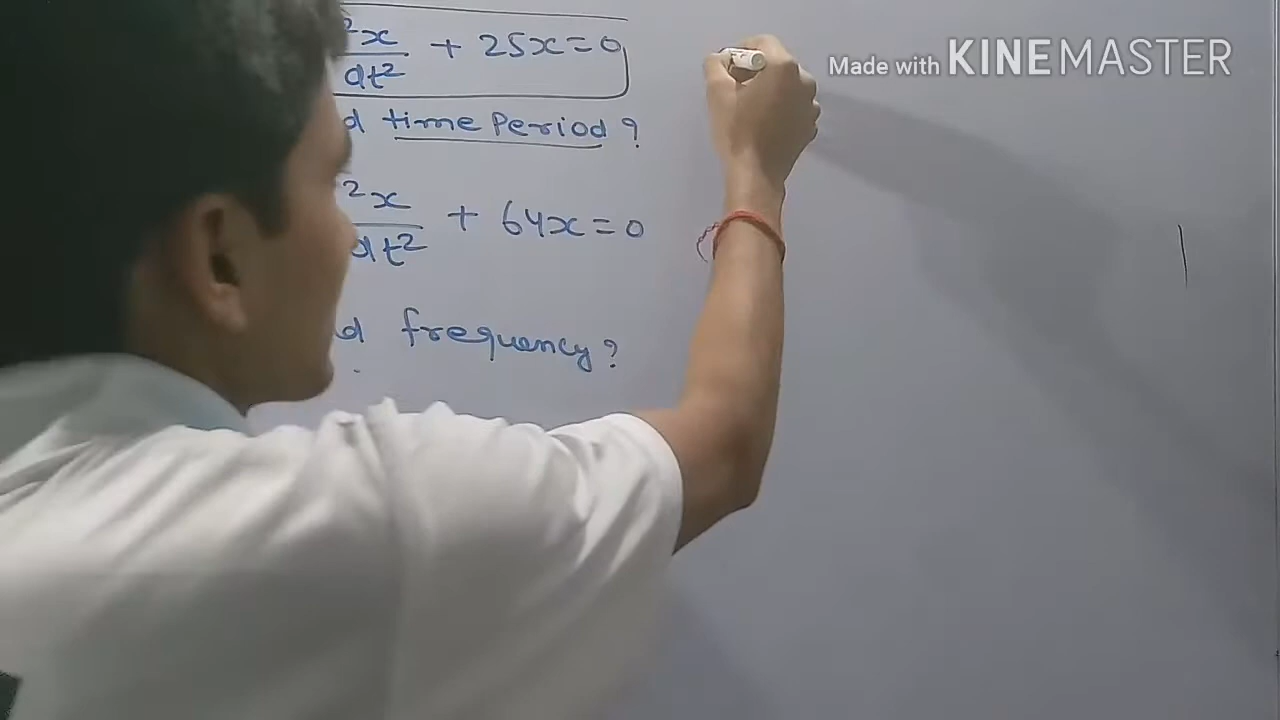 Made with KINEMASTER
²x
dt² + 25x=0
d time Period ?
²x
dt² + 64x=0
d frequency?